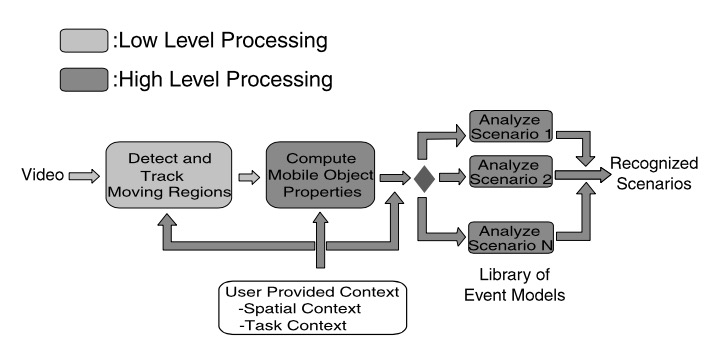 :Low Level Processing
:High Level Processing
Video
Detect and
Track
Moving Regions
Compute
Mobile Object
Properties
Analyze
Scenario 1
Analyze
Scenario 2
Analyze
Scenario N
Recognized
Scenarios
Library of
Event Models
User Provided Context
-Spatial Context
-Task Context